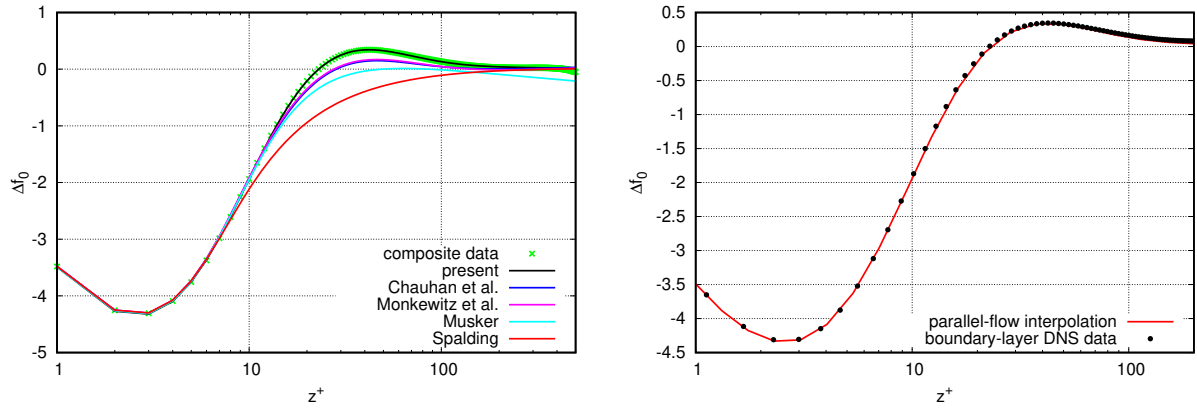 1
0
-1
-2
-3
-4
-5
Δf0
composite data
present
Chauhan et al.
Monkewitz et al.
Musker
Spalding
1 10 100
z+
0.5
0
-0.5
-1
-1.5
-2
-2.5
-3
-3.5
-4
-4.5
Δf0
parallel-flow interpolation
boundary-layer DNS data
1 10 100
z+